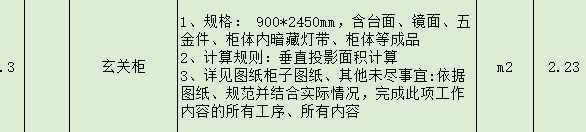 .3
玄关柜
1、规格： 900*2450mm，含台面、镜面、五
金件、柜体内暗藏灯带、柜体等成品
2、计算规则：垂直投影面积计算
3、详见图纸柜子图纸、其他未尽事宜:依据
图纸、规范并结合实际情况，完成此项工作
内容的所有工序、所有内容
m2
2.23